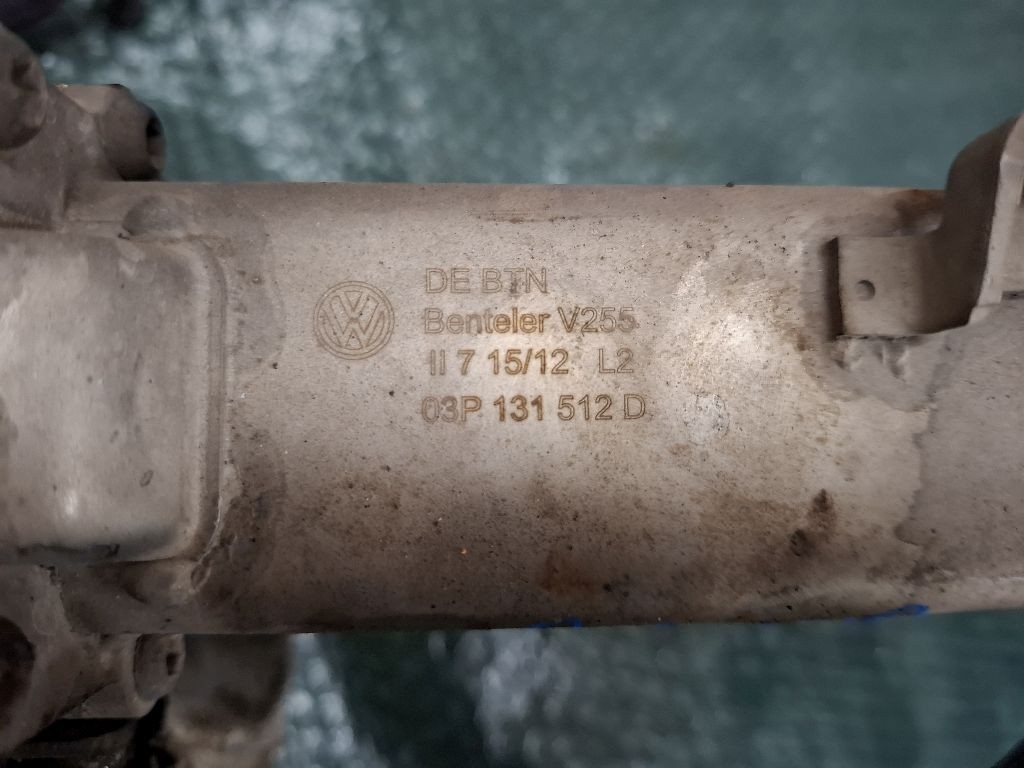 DE BTN
Benteler V255
II 7 15/12 L2
03P 131 512 D